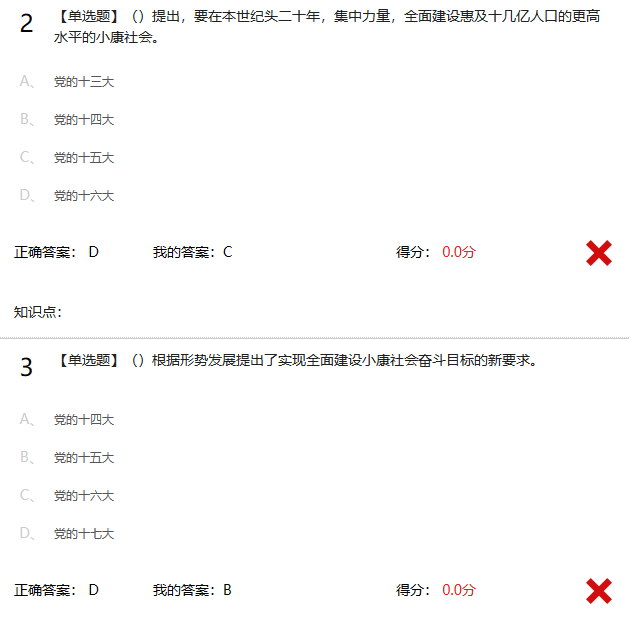 2
【单选题】（）提出，要在本世纪头二十年，集中力量，全面建设惠及十几亿人口的更高
水平的小康社会。
A、 党的十三大
B、 党的十四大
C、 党的十五大
D、 党的十六大
正确答案： D 我的答案：C 得分： 0.0分
知识点：
3
【单选题】（）根据形势发展提出了实现全面建设小康社会奋斗目标的新要求。
A、 党的十四大
B、 党的十五大
C、 党的十六大
D、 党的十七大
正确答案： D 我的答案：B 得分： 0.0分